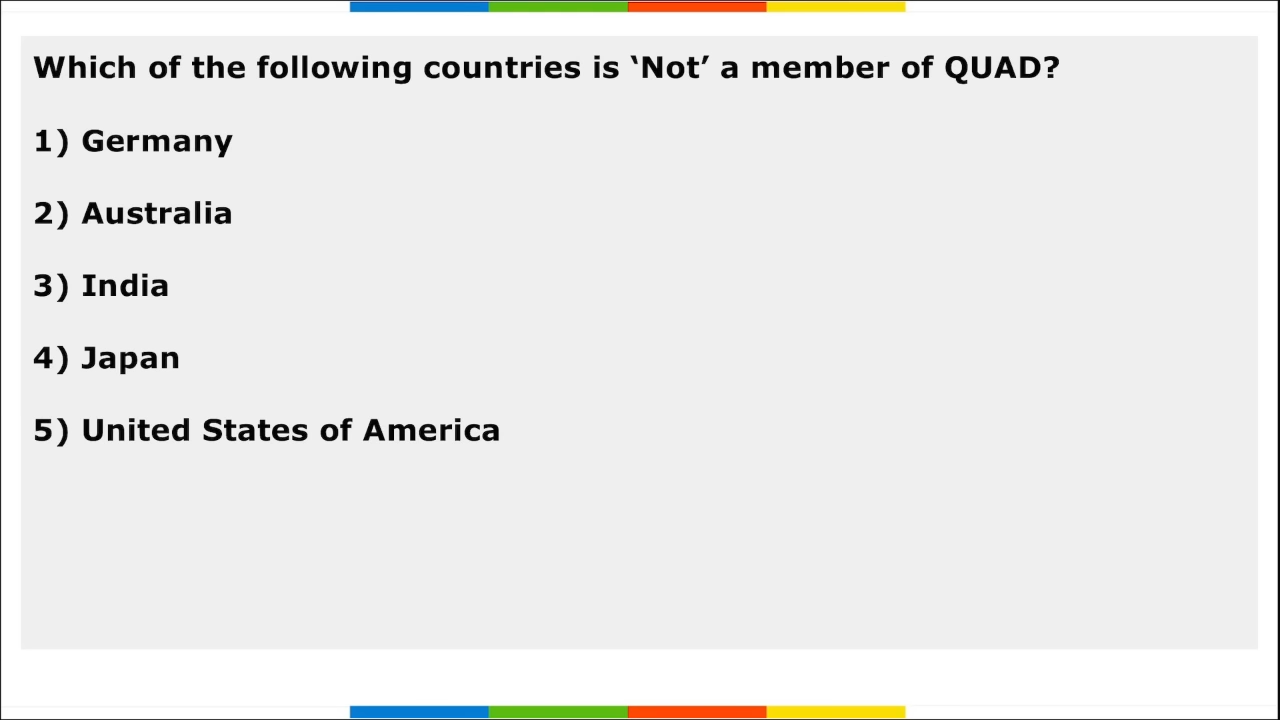 Which of the following countries is ‘Not’ a member of QUAD?
1) Germany
2) Australia
3) India
4) Japan
5) United States of America